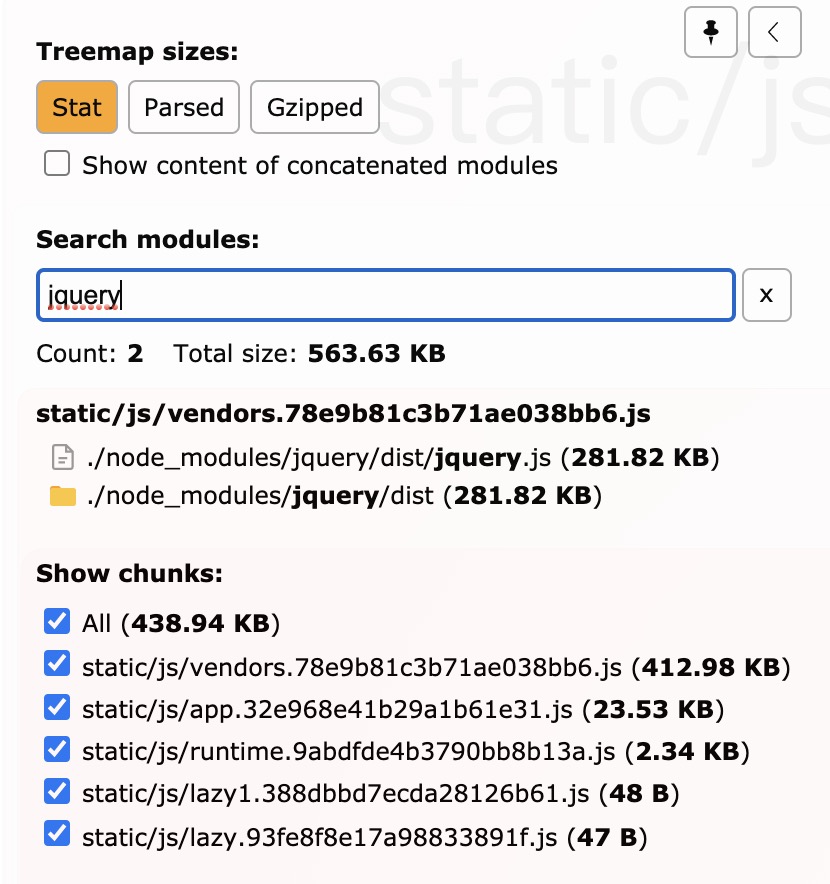 static/js
Treemap sizes:
Stat Parsed Gzipped
Show content of concatenated modules
Search modules:
jquery x
Count: 2 Total size: 563.63 KB
static/js/vendors.78e9b81c3b71ae038bb6.js
./node_modules/jquery/dist/jquery.js (281.82 KB)
./node_modules/jquery/dist (281.82 KB)
Show chunks:
All (438.94 KB)
static/js/vendors.78e9b81c3b71ae038bb6.js (412.98 KB)
static/js/app.32e968e41b29a1b61e31.js (23.53 KB)
static/js/runtime.9abdfde4b3790bb8b13a.js (2.34 KB)
static/js/lazy1.388dbbd7ecda28126b61.js (48 B)
static/js/lazy.93fe8f8e17a98833891f.js (47 B)